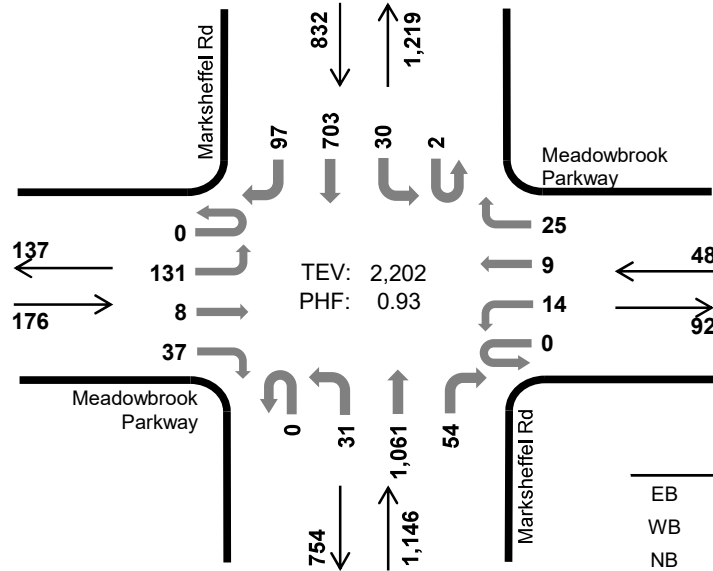 832
1,219
Marksheffel Rd
97
703
30
2
Meadowbrook
Parkway
0
25
137
131
TEV: 2,202
9
48
176
8
PHF: 0.93
14
92
37
0
Meadowbrook
Parkway
0
31
1,061
54
Marksheffel Rd
754
1,146
EB
WB
NB